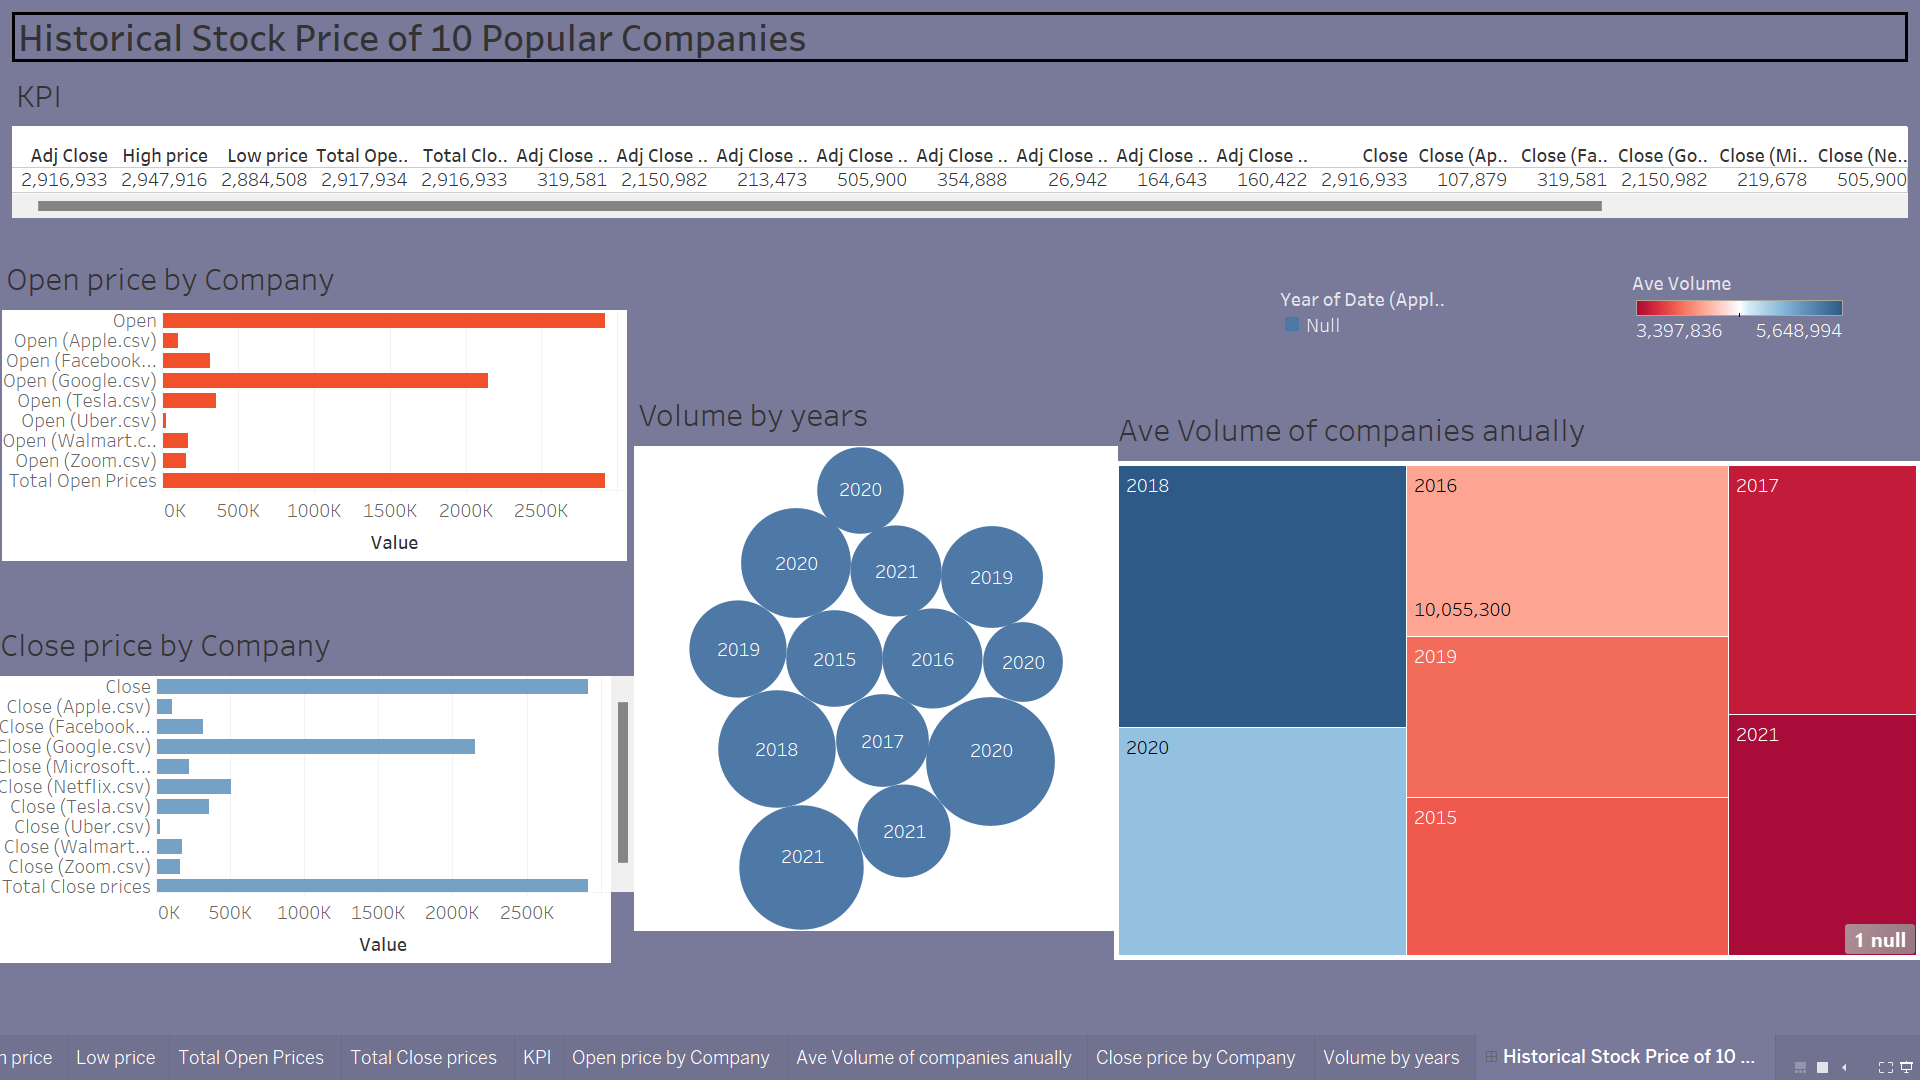 Historical Stock Price of 10 Popular Companies
KPI
Adj Close High price Low price Total Ope.. Total Clo.. Adj Close .. Adj Close .. Adj Close .. Adj Close .. Adj Close .. Adj Close .. Adj Close .. Adj Close .. Close Close (Ap.. Close (Fa.. Close (Go.. Close (Mi.. Close (Ne..
2,916,933 2,947,916 2,884,508 2,917,934 2,916,933 319,581 2,150,982 213,473 505,900 354,888 26,942 164,643 160,422 2,916,933 107,879 319,581 2,150,982 219,678 505,900
Open price by Company
Open
Open (Apple.csv)
Open (Facebook...
Open (Google.csv)
Open (Tesla.csv)
Open (Uber.csv)
Open (Walmart.c..
Open (Zoom.csv)
Total Open Prices
0K 500K 1000K 1500K 2000K 2500K
Value
Close price by Company
Close
Close (Apple.csv)
Close (Facebook...
Close (Google.csv)
Close (Microsoft...
Close (Netflix.csv)
Close (Tesla.csv)
Close (Uber.csv)
Close (Walmart...
Close (Zoom.csv)
Total Close prices
0K 500K 1000K 1500K 2000K 2500K
Value
Volume by years
2020
2020
2021
2019
2019
2015
2016
2020
2018
2017
2020
2021
2021
Year of Date (Appl..
Null
Ave Volume
3,397,836 5,648,994
Ave Volume of companies anually
2018
2020
2016
10,055,300
2019
2015
2017
2021
1 null
n price Low price Total Open Prices Total Close prices KPI Open price by Company Ave Volume of companies anually Close price by Company Volume by years Historical Stock Price of 10 ...